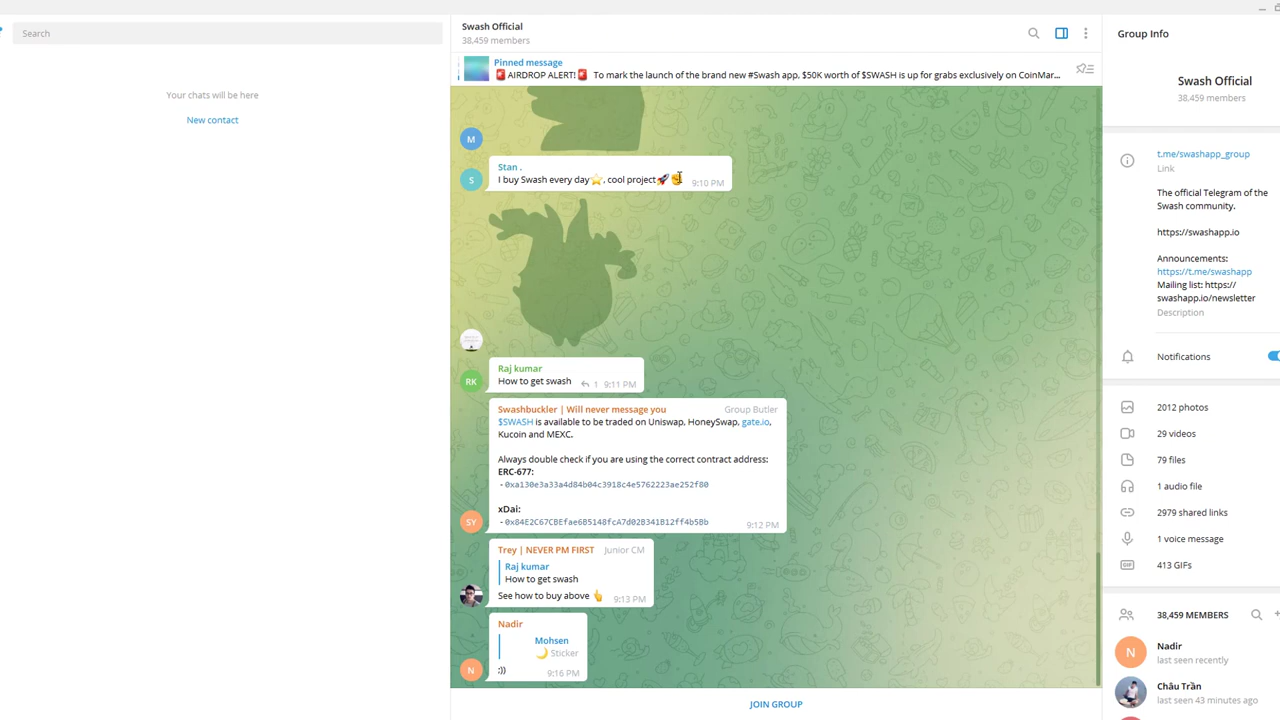 Search
Your chats will be here
New contact
Swash Official
38,459 members
Pinned message
🚨 AIRDROP ALERT! 🚨 To mark the launch of the brand new #Swash app, $50K worth of $SWASH is up for grabs exclusively on CoinMar...
M
Stan .
S
I buy Swash every day⭐, cool project🚀✊
9:10 PM
Raj kumar
RK
How to get swash
1 9:11 PM
Swashbuckler | Will never message you
Group Butler
$SWASH is available to be traded on Uniswap, HoneySwap, gate.io,
Kucoin and MEXC.
Always double check if you are using the correct contract address:
ERC-677:
-0xa130e3a33a4d84b04c3918c4e5762223ae252f80
xDai:
-0x84E2C67CBEfae6B5148fcA7d02B341B12ff4b5Bb
SY
9:12 PM
Trey | NEVER PM FIRST
Junior CM
Raj kumar
How to get swash
See how to buy above 👆
9:13 PM
Nadir
Mohsen
🌙 Sticker
N
;))
9:16 PM
JOIN GROUP
Group Info
Swash Official
38,459 members
t.me/swashapp_group
Link
The official Telegram of the
Swash community.
https://swashapp.io
Announcements:
https://t.me/swashapp
Mailing list: https://
swashapp.io/newsletter
Description
Notifications
2012 photos
29 videos
79 files
1 audio file
2979 shared links
1 voice message
GIF
413 GIFs
38,459 MEMBERS
N
Nadir
last seen recently
Châu Trần
last seen 43 minutes ago